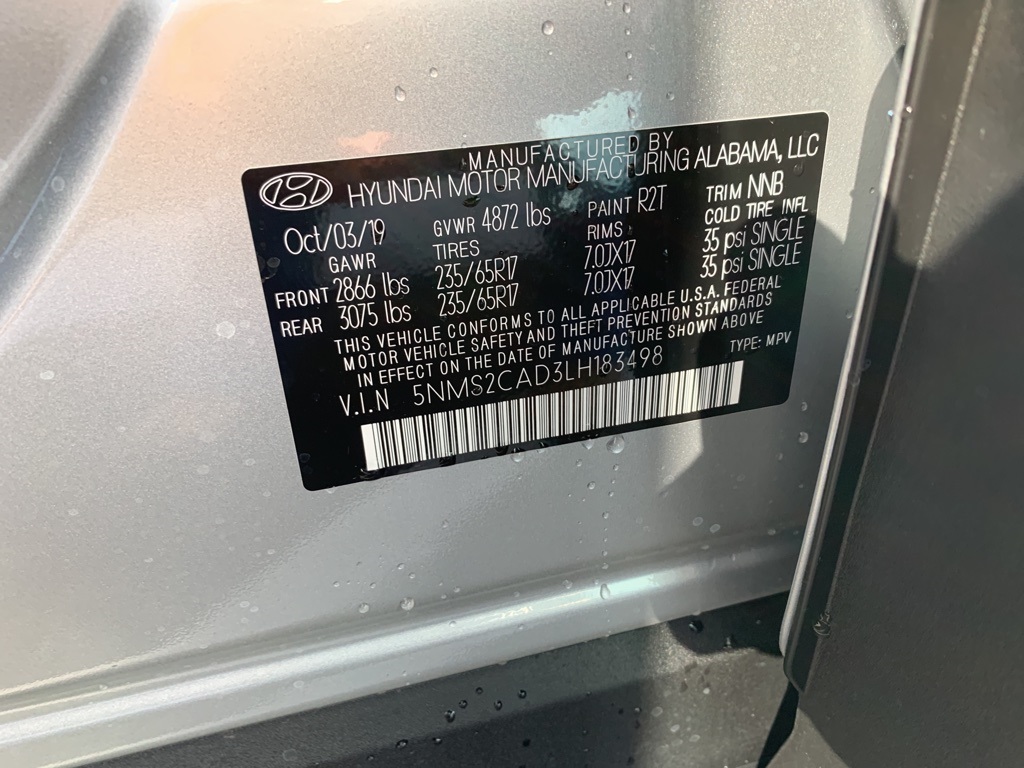 MANUFACTURED BY
HYUNDAI MOTOR MANUFACTURING ALABAMA, LLC
Oct/03/19 GVWR 4872 lbs PAINT R2T TRIM NNB
GAWR TIRES RIMS COLD TIRE INFL
FRONT 2866 lbs 235/65R17 7.0JX17 35 psi SINGLE
REAR 3075 lbs 235/65R17 7.0JX17 35 psi SINGLE
THIS VEHICLE CONFORMS TO ALL APPLICABLE U.S.A. FEDERAL
MOTOR VEHICLE SAFETY AND THEFT PREVENTION STANDARDS
IN EFFECT ON THE DATE OF MANUFACTURE SHOWN ABOVE
V.I.N 5NMS2CAD3LH183498 TYPE: MPV